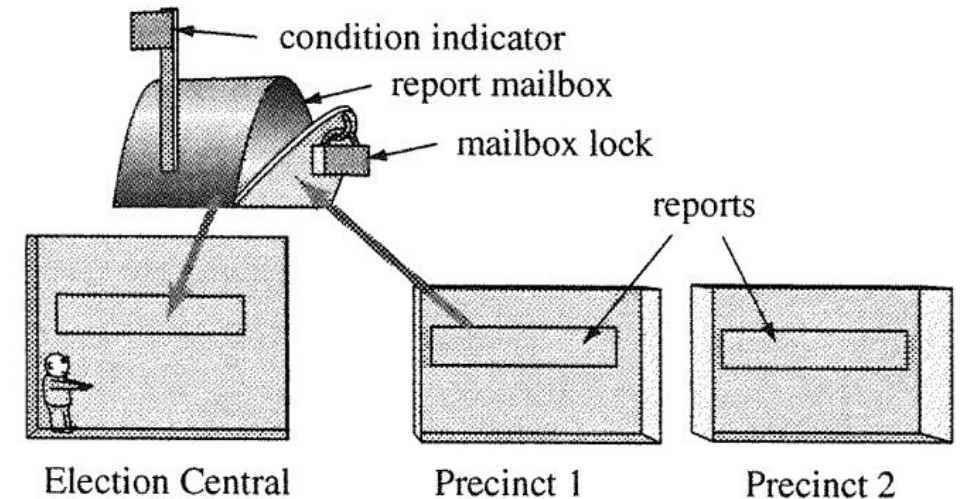 condition indicator
report mailbox
mailbox lock
reports
Election Central
Precinct 1
Precinct 2